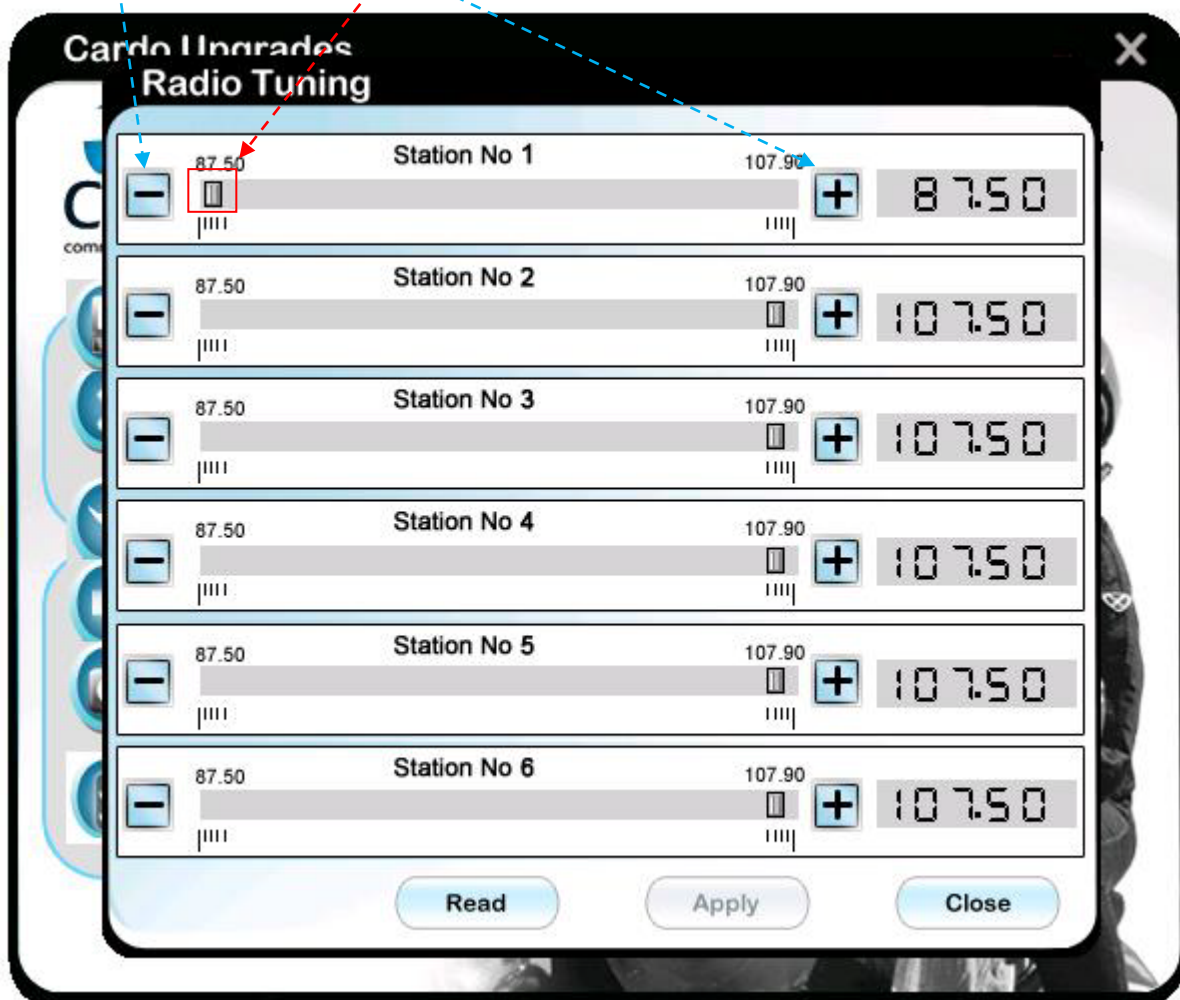 Cardo Upgrades
Radio Tuning
Station No 1
87.50 107.90
87.50
Station No 2
87.50 107.90
107.50
Station No 3
87.50 107.90
107.50
Station No 4
87.50 107.90
107.50
Station No 5
87.50 107.90
107.50
Station No 6
87.50 107.90
107.50
Read Apply Close